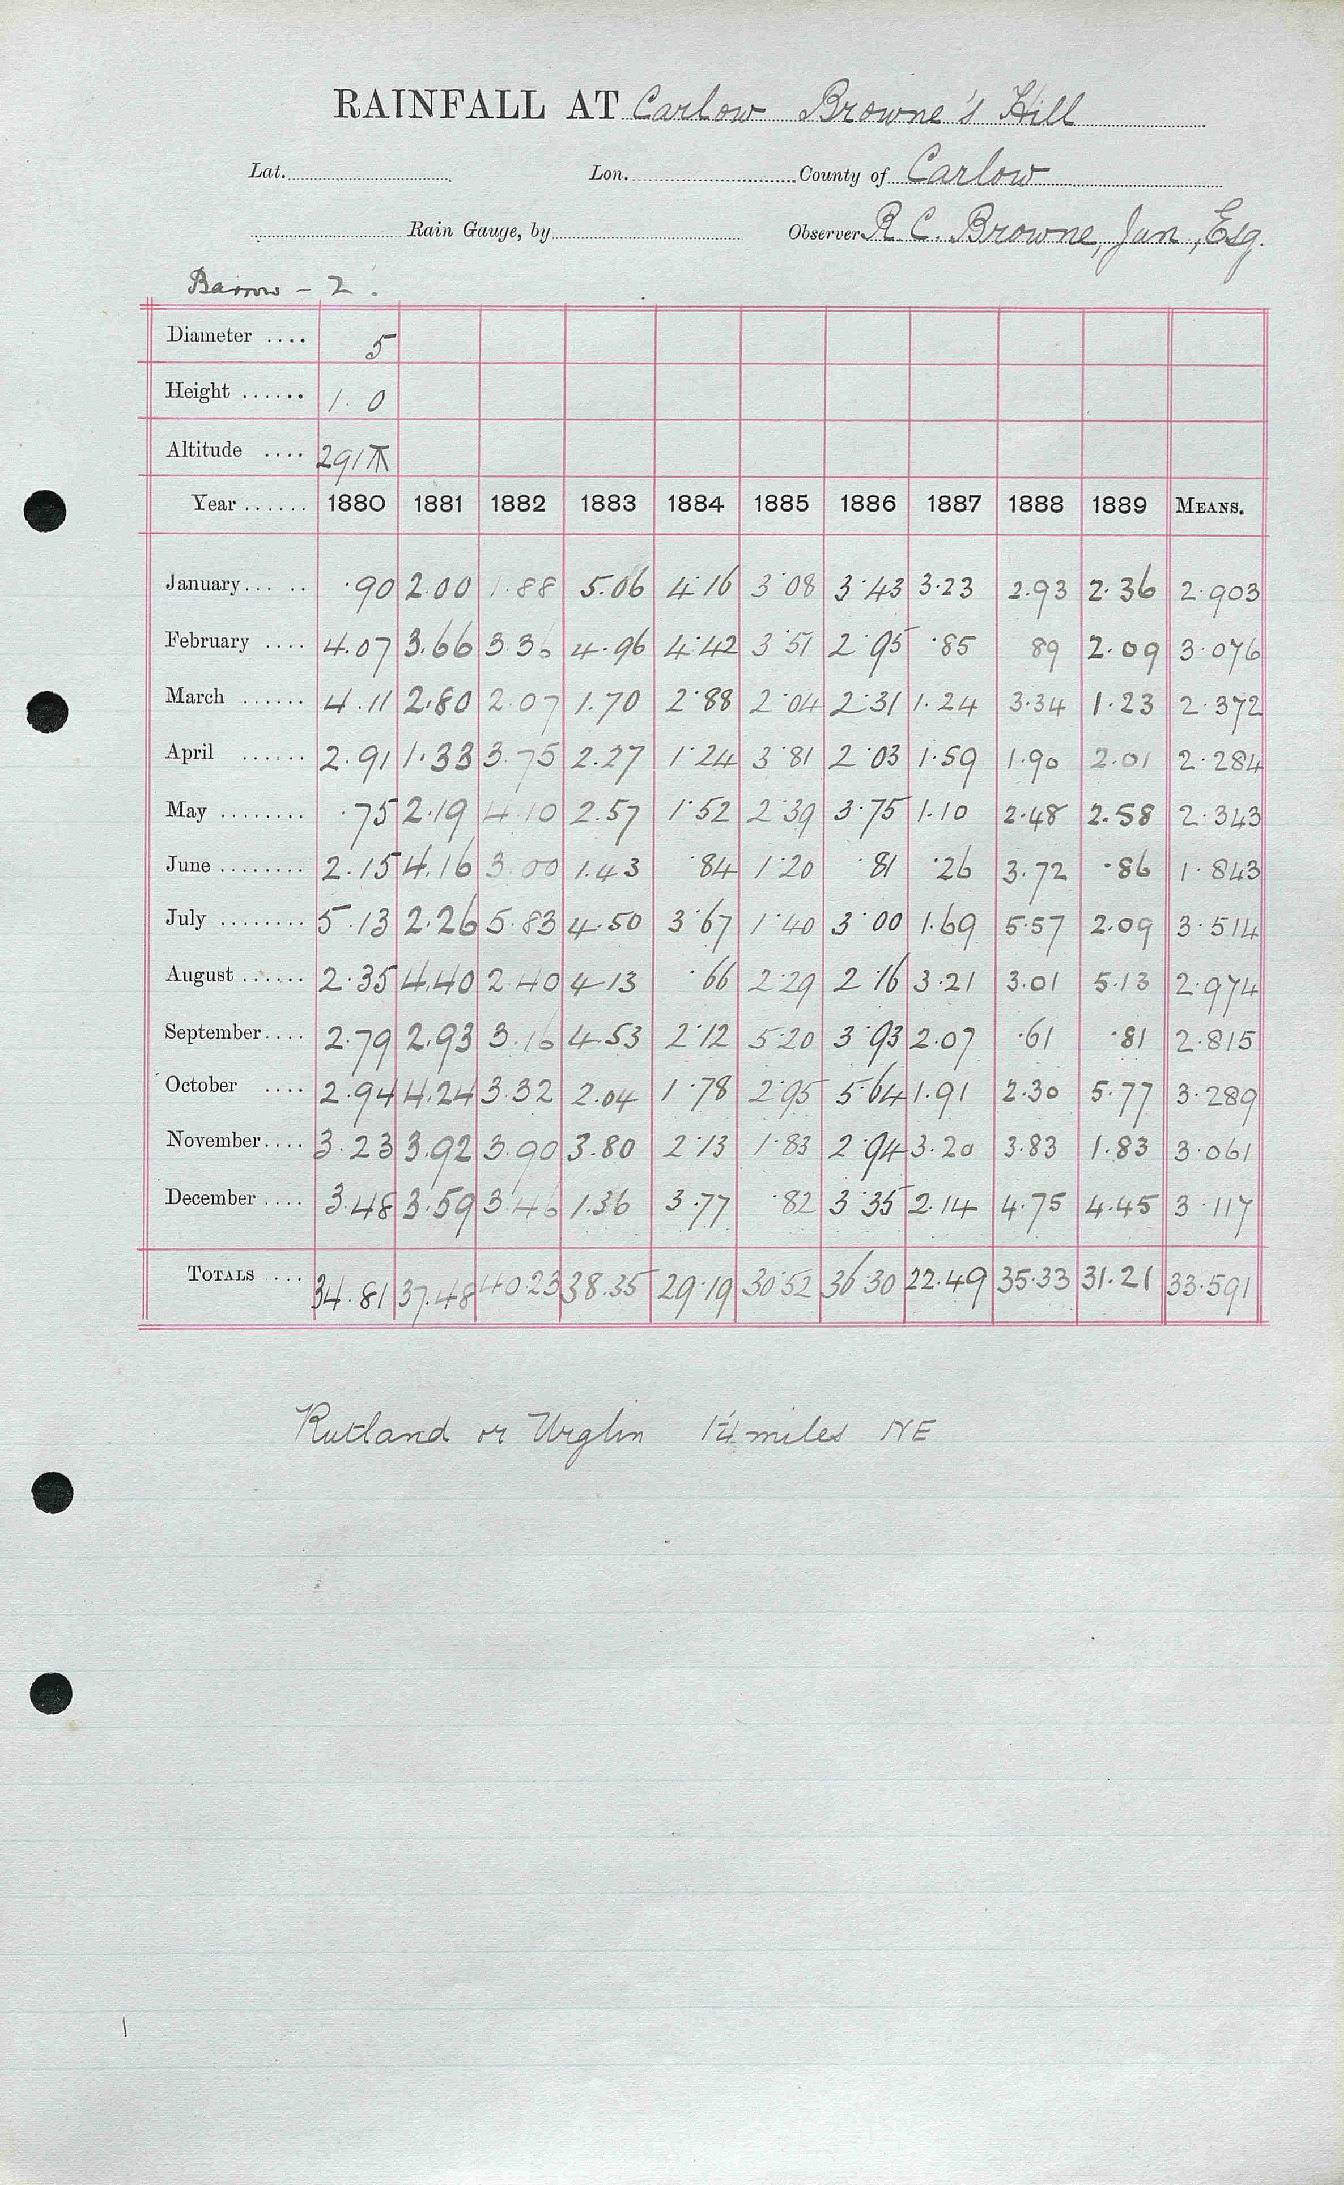 RAINFALL AT Carlow Browne's Hill
Lat. Lon. County of Carlow
Rain Gauge, by Observer R C. Browne, Jun, Esq.
Barrow - 2.
Diameter .... 5
Height ...... 1. 0
Altitude .... 291
Year ...... 1880 1881 1882 1883 1884 1885 1886 1887 1888 1889 MEANS.
January... .. .90 2.00 1.88 5.06 4.16 3.08 3.43 3.23 2.93 2.36 2.903
February .... 4.07 3.66 3.36 4.96 4.42 3.51 2.95 .85 89 2.09 3.076
March ...... 4.11 2.80 2.07 1.70 2.88 2.04 2.31 1.24 3.34 1.23 2.372
April ...... 2.91 1.33 3.75 2.27 1.24 3.81 2.03 1.59 1.90 2.01 2.284
May ........ .75 2.19 4.10 2.57 1.52 2.39 3.75 1.10 2.48 2.58 2.343
June ........ 2.15 4.16 3.00 1.43 .84 1.20 .81 .26 3.72 .86 1.843
July ........ 5.13 2.26 5.83 4.50 3.67 1.40 3.00 1.69 5.57 2.09 3.514
August ...... 2.35 4.40 2.40 4.13 .66 2.29 2.16 3.21 3.01 5.13 2.974
September.... 2.79 2.93 3.16 4.53 2.12 5.20 3.93 2.07 .61 .81 2.815
October .... 2.94 4.24 3.32 2.04 1.78 2.95 5.64 1.91 2.30 5.77 3.289
November.... 3.23 3.92 3.90 3.80 2.13 1.83 2.94 3.20 3.83 1.83 3.061
December .... 3.48 3.59 3.46 1.36 3.77 .82 3.35 2.14 4.75 4.45 3.117
TOTALS ... 34.81 37.48 40.23 38.35 29.19 30.52 36.30 22.49 35.33 31.21 33.591
Rutland or Urglin 1¼ miles NE